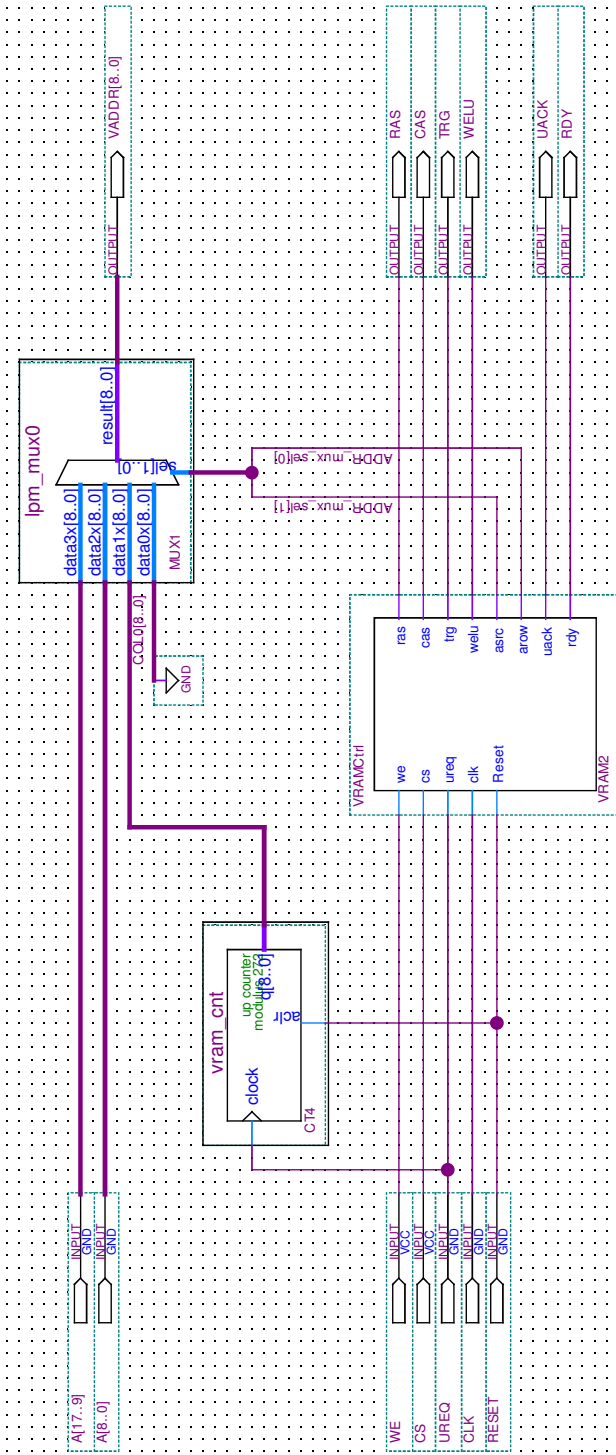 lpm_mux0
A[17..9]
INPUT
GND
data3x[8..0]
A[8..0]
INPUT
GND
data2x[8..0]
result[8..0]
OUTPUT
VADDR[8..0]
data1x[8..0]
sel[1..0]
COL0[8..0]
data0x[8..0]
MUX1
GND
vram_cnt
up counter
modulus 272
clock
q[8..0]
aclr
CT4
ADDR_mux_sel[0]
ADDR_mux_sel[1]
VRAMCtrl
WE
INPUT
VCC
we
ras
OUTPUT
RAS
CS
INPUT
VCC
cs
cas
OUTPUT
CAS
UREQ
INPUT
GND
ureq
trg
OUTPUT
TRG
CLK
INPUT
GND
clk
welu
OUTPUT
WELU
RESET
INPUT
GND
Reset
asrc
arow
uack
OUTPUT
UACK
rdy
OUTPUT
RDY
VRAM2